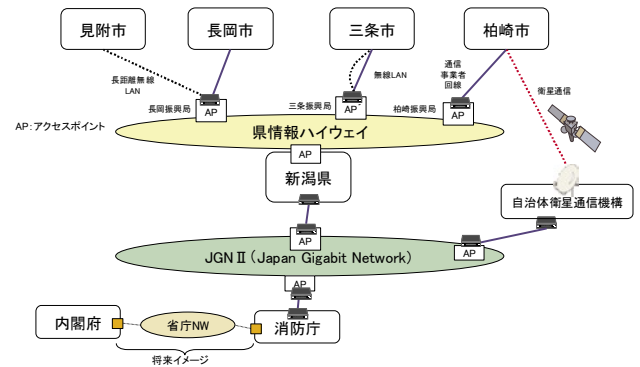 見附市
長岡市
三条市
柏崎市
長距離無線
LAN
無線LAN
通信
事業者
回線
衛星通信
長岡振興局
AP
三条振興局
AP
柏崎振興局
AP
AP:アクセスポイント
県情報ハイウェイ
AP
新潟県
自治体衛星通信機構
AP
AP
JGNⅡ(Japan Gigabit Network)
AP
内閣府
省庁NW
消防庁
将来イメージ